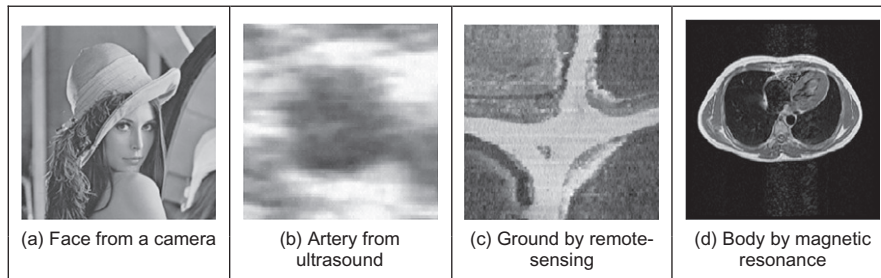 (a) Face from a camera
(b) Artery from
ultrasound
(c) Ground by remote-
sensing
(d) Body by magnetic
resonance